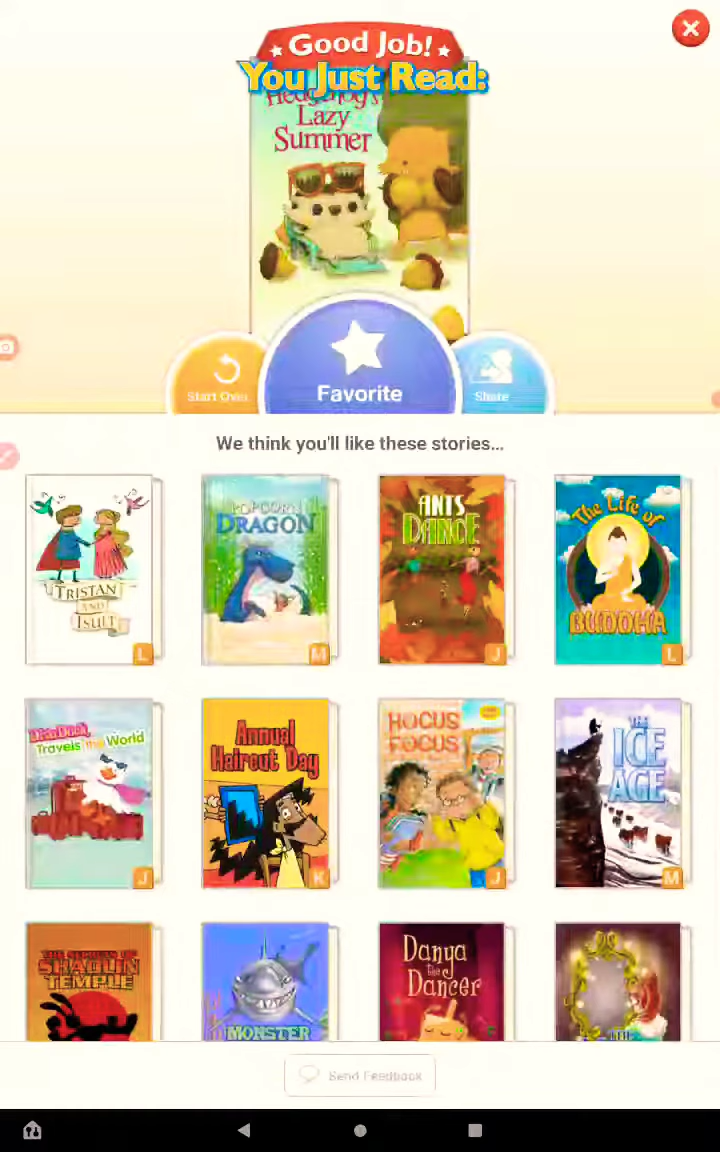 Good Job!
You Just Read:
Hedgehog's
Lazy
Summer
Start Over
Favorite
Share
We think you'll like these stories...
TRISTAN
AND
ISULT
L
POPCORN
DRAGON
M
ANTS
DANCE
J
The Life of
BUDDHA
L
Travels the World
J
Annual
Haircut Day
K
HOCUS
FOCUS
J
THE
ICE
AGE
M
SHAOLIN
TEMPLE
MONSTER
Danya
the
Dancer
Send Feedback